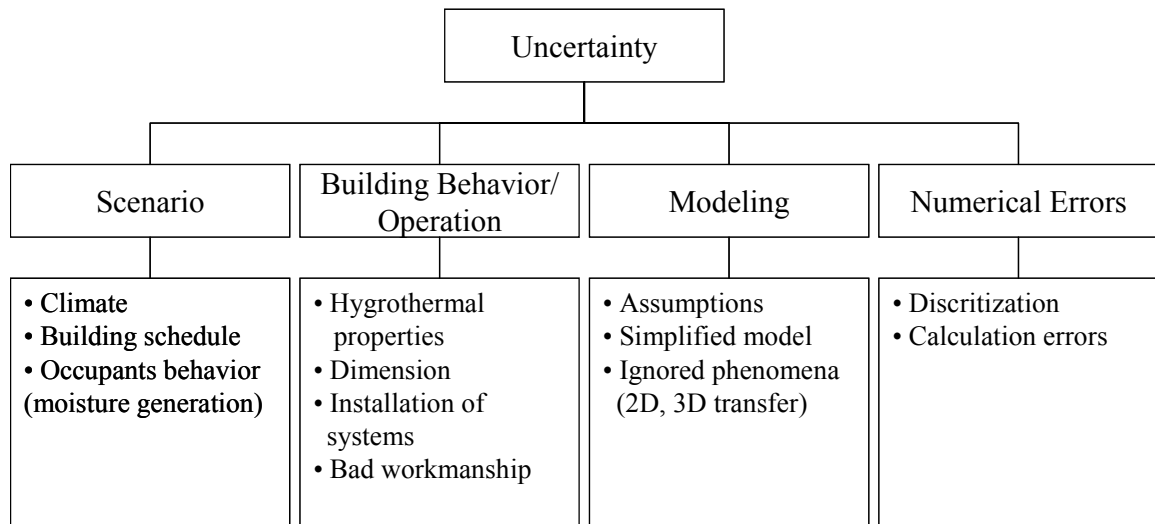 Uncertainty
Scenario
Building Behavior/
Operation
Modeling
Numerical Errors
• Climate
• Building schedule
• Occupants behavior
(moisture generation)
• Hygrothermal
properties
• Dimension
• Installation of
systems
• Bad workmanship
• Assumptions
• Simplified model
• Ignored phenomena
(2D, 3D transfer)
• Discritization
• Calculation errors